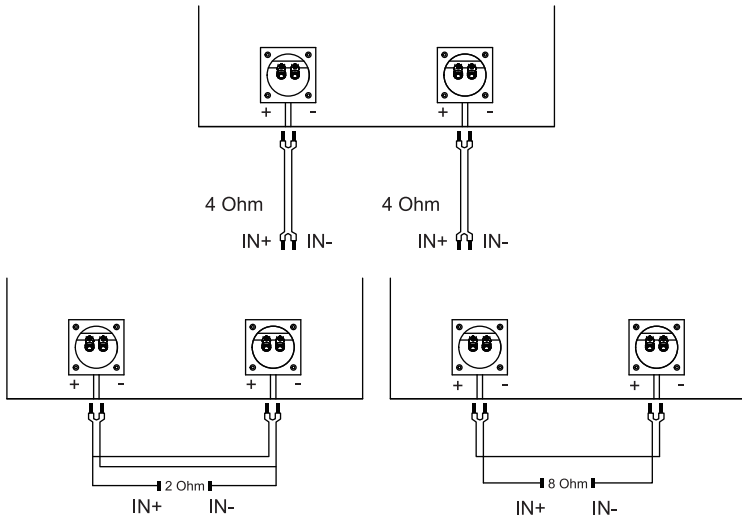 + - + -
4 Ohm 4 Ohm
IN+ IN- IN+ IN-
+ - + - + - + -
2 Ohm 8 Ohm
IN+ IN- IN+ IN-